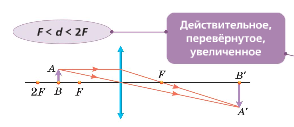 F < d < 2F
Действительное,
перевёрнутое,
увеличенное
A
F
B′
2F
B
F
A′